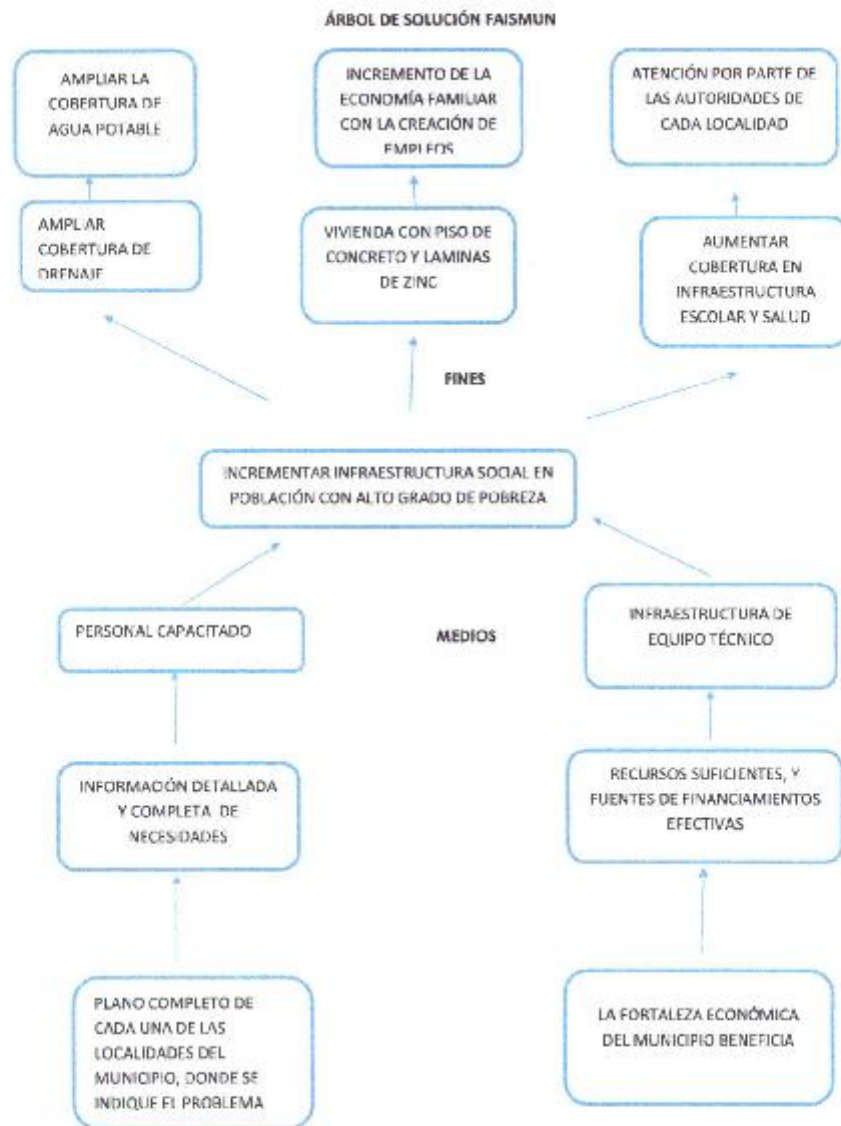 ÁRBOL DE SOLUCIÓN FAISMUN
AMPLIAR LA
COBERTURA DE
AGUA POTABLE
INCREMENTO DE LA
ECONOMÍA FAMILIAR
CON LA CREACIÓN DE
EMPLEOS
ATENCIÓN POR PARTE DE
LAS AUTORIDADES DE
CADA LOCALIDAD
AMPLIAR
COBERTURA DE
DRENAJE
VIVIENDA CON PISO DE
CONCRETO Y LAMINAS
DE ZINC
AUMENTAR
COBERTURA EN
INFRAESTRUCTURA
ESCOLAR Y SALUD
FINES
INCREMENTAR INFRAESTRUCTURA SOCIAL EN
POBLACIÓN CON ALTO GRADO DE POBREZA
PERSONAL CAPACITADO
MEDIOS
INFRAESTRUCTURA DE
EQUIPO TÉCNICO
INFORMACIÓN DETALLADA
Y COMPLETA DE
NECESIDADES
RECURSOS SUFICIENTES, Y
FUENTES DE FINANCIAMIENTOS
EFECTIVAS
PLANO COMPLETO DE
CADA UNA DE LAS
LOCALIDADES DEL
MUNICIPIO, DONDE SE
INDIQUE EL PROBLEMA
LA FORTALEZA ECONÓMICA
DEL MUNICIPIO BENEFICIA